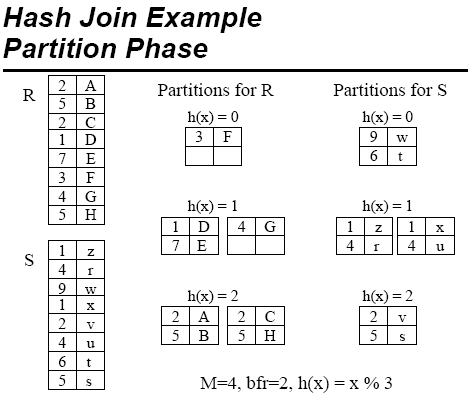 Hash Join Example
Partition Phase
R
2 A
5 B
2 C
1 D
7 E
3 F
4 G
5 H
S
1 z
4 r
9 w
1 x
2 v
4 u
6 t
5 s
Partitions for R
h(x) = 0
3 F
h(x) = 1
1 D 4 G
7 E
h(x) = 2
2 A 2 C
5 B 5 H
Partitions for S
h(x) = 0
9 w
6 t
h(x) = 1
1 z 1 x
4 r 4 u
h(x) = 2
2 v
5 s
M=4, bfr=2, h(x) = x % 3